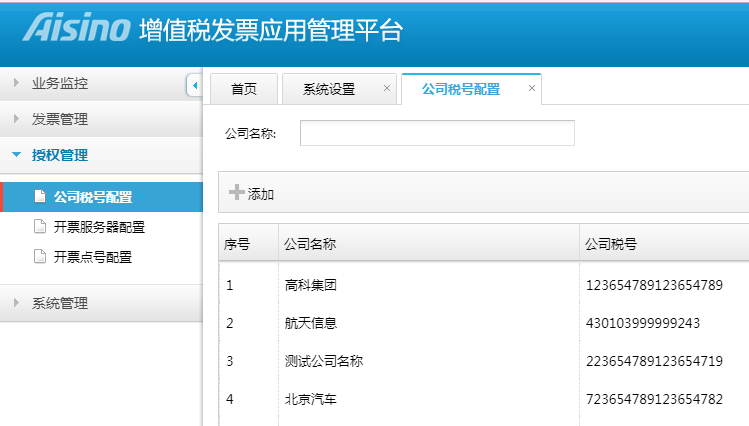 Aisino 增值税发票应用管理平台
业务监控
发票管理
授权管理
公司税号配置
开票服务器配置
开票点号配置
系统管理
首页 系统设置 × 公司税号配置 ×
公司名称:
添加
序号 公司名称 公司税号
1 高科集团 123654789123654789
2 航天信息 430103999999243
3 测试公司名称 223654789123654719
4 北京汽车 723654789123654782